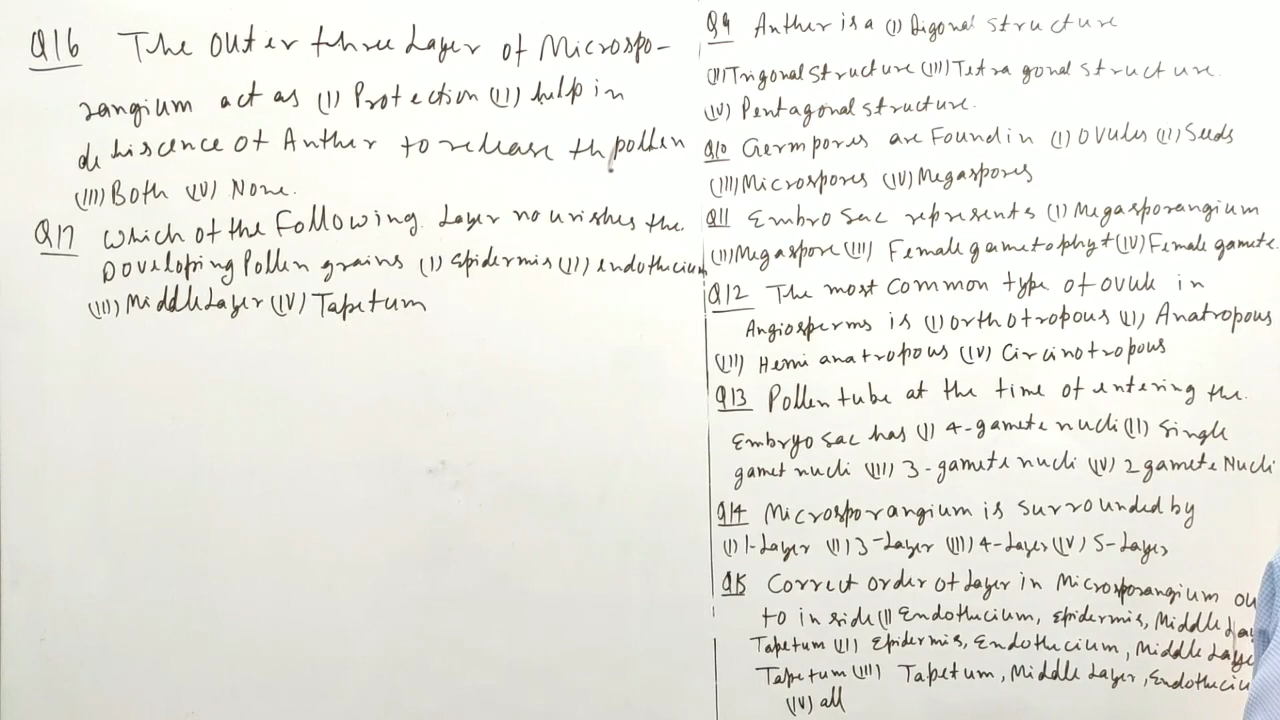 Q16 The outer three Layer of Microspo-
rangium act as (I) Protection (II) help in
dehiscence of Anther to release th pollen
(III) Both (IV) None.
Q17 Which of the Following. Layer nourishes the.
Doveloping Pollen grains (I) Epidermis (II) endothecium
(III) Middle Layer (IV) Tapetum
Q9 Anther is a (I) Digonal structure
(II) Trigonal structure (III) Tetra gonal structure.
(IV) Pentagonal structure.
Q10 Germpores are Found in (I) Ovules (II) Seeds
(III) Microspores (IV) Megaspores
Q11 Embro sac represents (I) Megasporangium
(II) Megaspore (III) Female gametophyt (IV) Female gamete.
Q12 The most common type of ovule in
Angiosperms is (I) Orthotropous (II) Anatropous
(III) Hemi anatropous (IV) Circinotropous
Q13 Pollen tube at the time of entering the.
Embryo sac has (I) 4-gamete nucli (II) Single
gamet nucli (III) 3-gamete nucli (IV) 2 gamete Nucli
Q14 Microsporangium is surrounded by
(I) 1-Layer (II) 3-Layer (III) 4-Layer (IV) 5-Layer
Q15 Correct order of Layer in Microsporangium ou
to in side (I) Endothecium, Epidermis, Middle Lay
Tapetum (II) Epidermis, Endothecium, Middle Laye
Tapetum (III) Tapetum, Middle Layer, Endotheciu
(IV) all